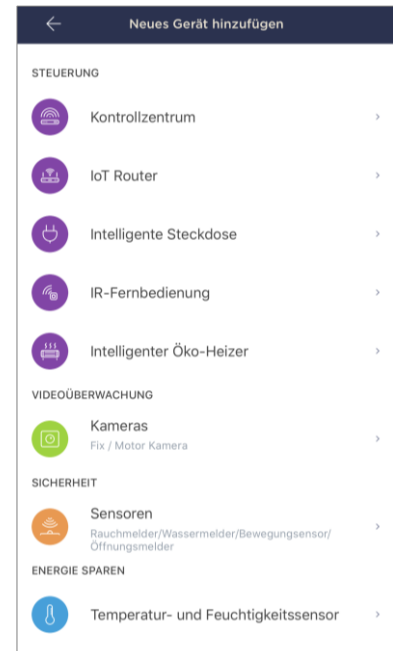 Neues Gerät hinzufügen
STEUERUNG
Kontrollzentrum
IoT Router
Intelligente Steckdose
IR-Fernbedienung
Intelligenter Öko-Heizer
VIDEOÜBERWACHUNG
Kameras
Fix / Motor Kamera
SICHERHEIT
Sensoren
Rauchmelder/Wassermelder/Bewegungsensor/
Öffnungsmelder
ENERGIE SPAREN
Temperatur- und Feuchtigkeitssensor